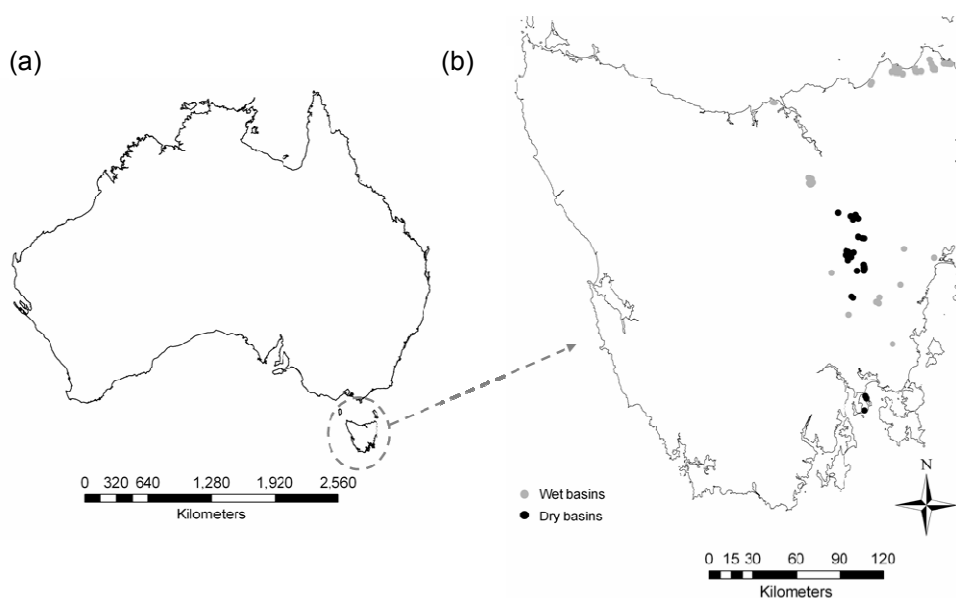 (a)
(b)
0 320 640 1,280 1,920 2,560
Kilometers
Wet basins
Dry basins
N
0 15 30 60 90 120
Kilometers